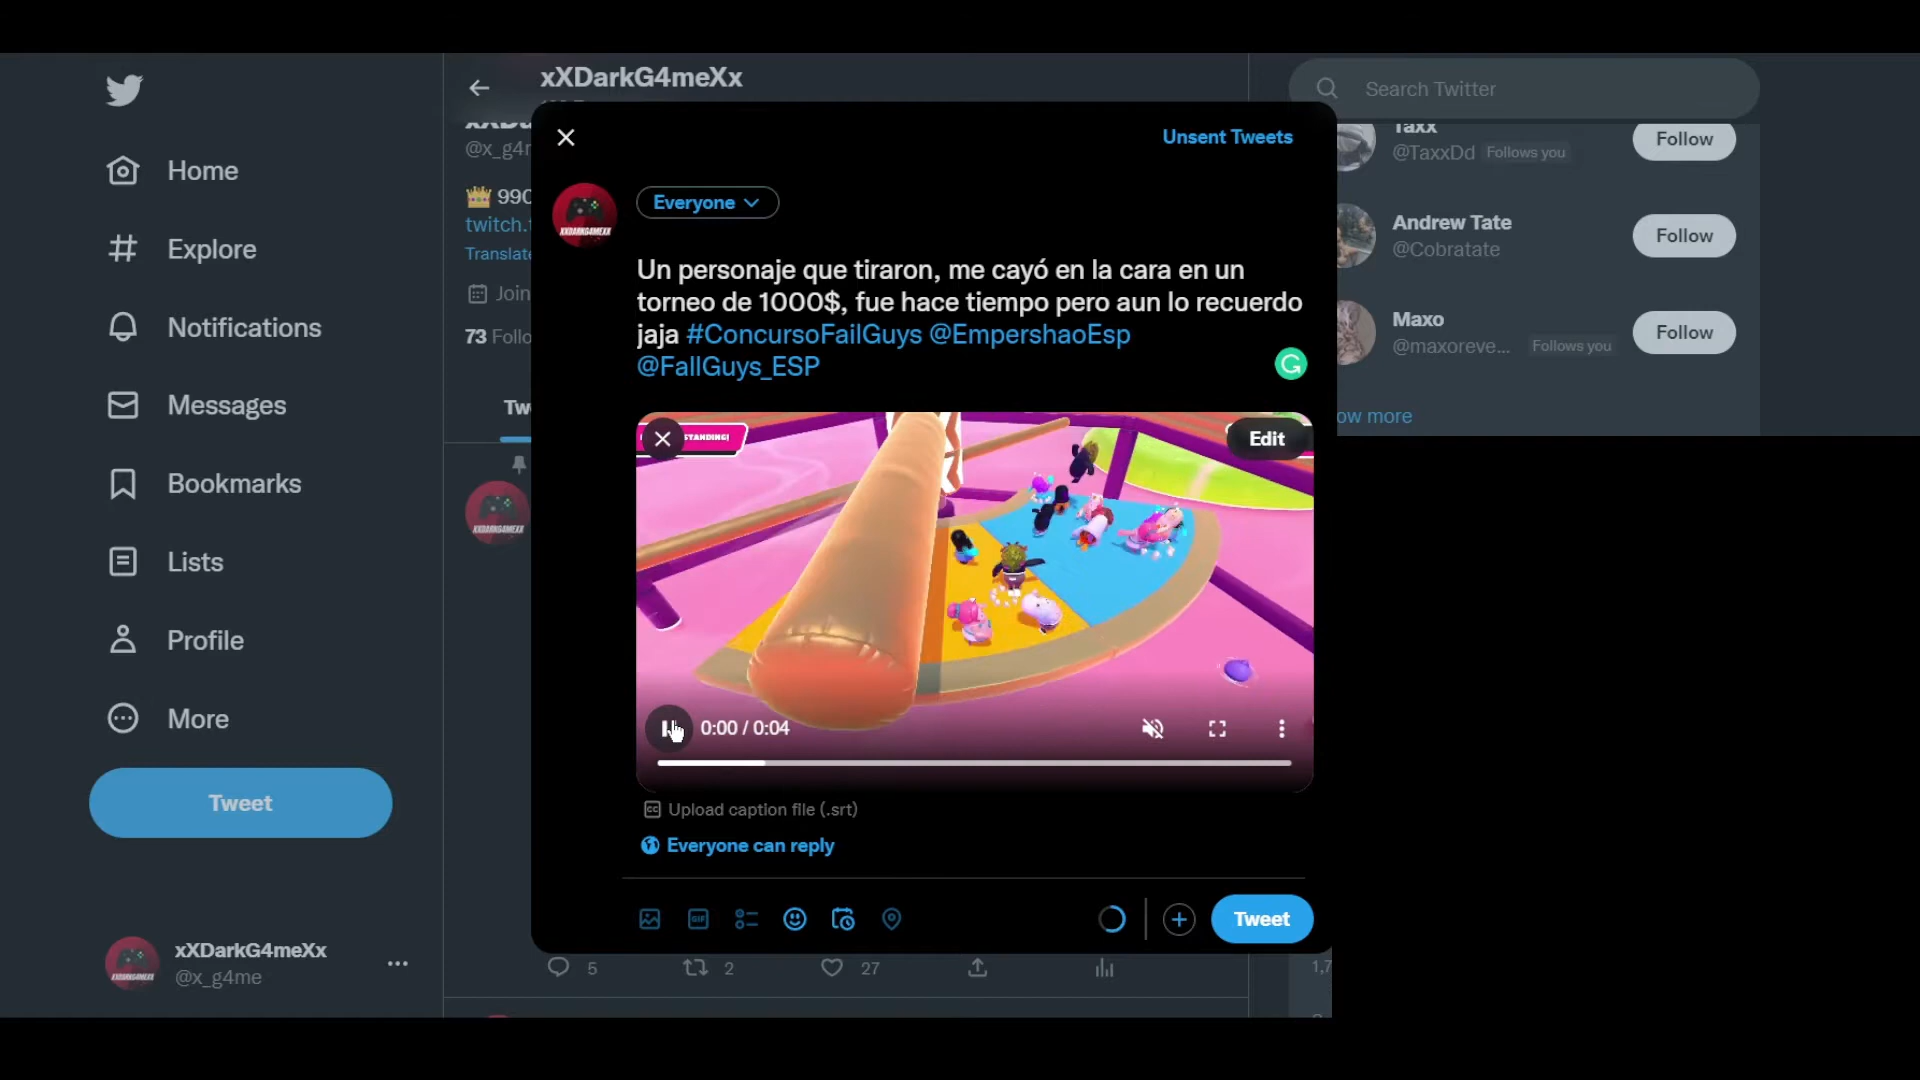 xXDarkG4meXx
Search Twitter
Home
Explore
Notifications
Messages
Bookmarks
Lists
Profile
More
Tweet
xXDarkG4meXx
@x_g4me
@x_g4
990
twitch.t
Translate
Join
73 Follo
Tw
Unsent Tweets
Everyone
Un personaje que tiraron, me cayó en la cara en un
torneo de 1000$, fue hace tiempo pero aun lo recuerdo
jaja #ConcursoFailGuys @EmpershaoEsp
@FallGuys_ESP
STANDING!
Edit
0:00 / 0:04
Upload caption file (.srt)
Everyone can reply
GIF
Tweet
5
2
27
1,7
Taxx
@TaxxDd Follows you
Follow
Andrew Tate
@Cobratate
Follow
Maxo
@maxoreve... Follows you
Follow
ow more
XXDARKG4MEXX
XXDARKG4MEXX